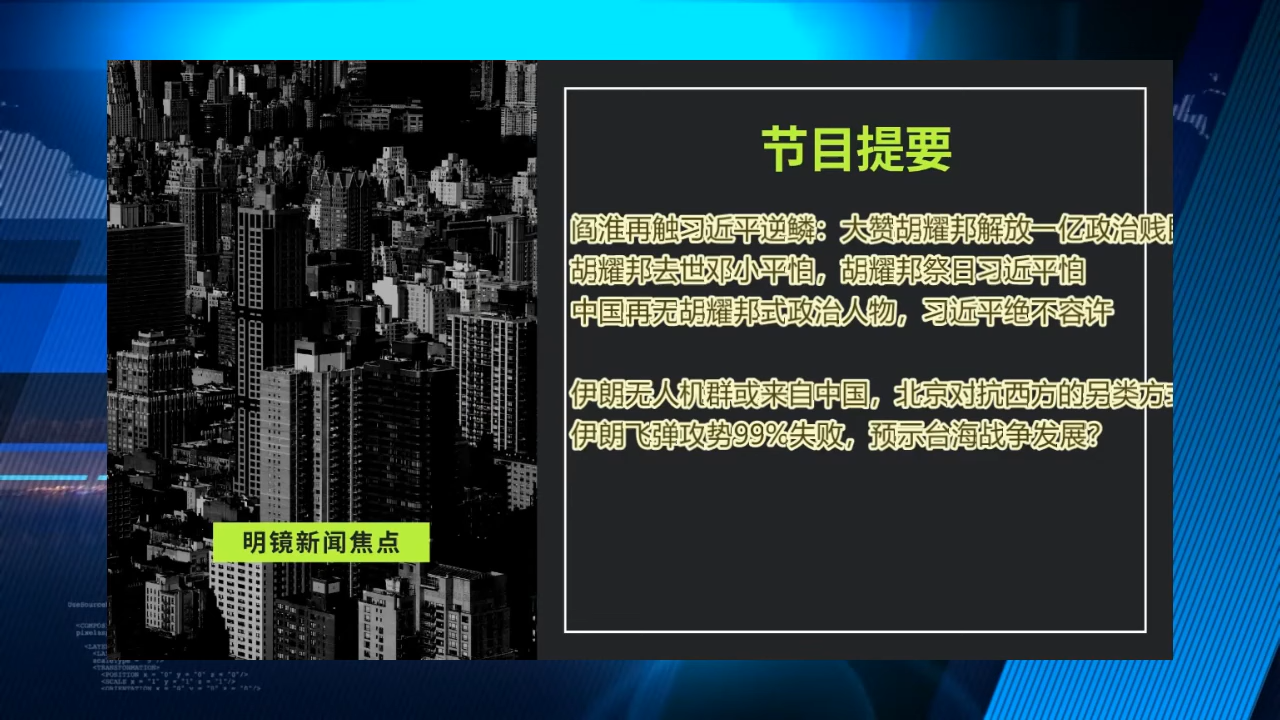 节目提要
阎淮再触习近平逆鳞：大赞胡耀邦解放一亿政治贱
胡耀邦去世邓小平怕，胡耀邦祭日习近平怕
中国再无胡耀邦式政治人物，习近平绝不容许
伊朗无人机群或来自中国，北京对抗西方的另类方式
伊朗飞弹攻势99%失败，预示台海战争发展？
明镜新闻焦点
<TRANSFORMATION>